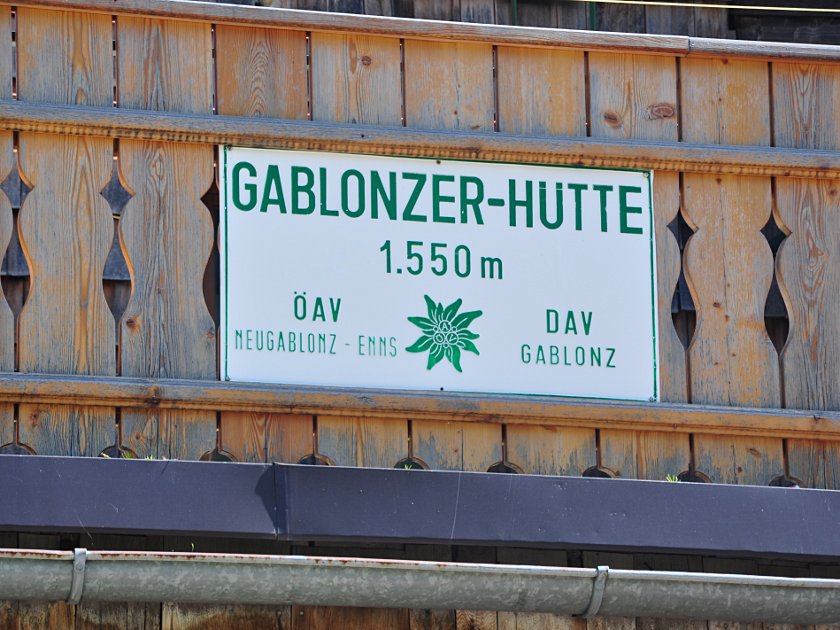 GABLONZER-HÜTTE
1.550 m
ÖAV
NEUGABLONZ - ENNS
DAV
GABLONZ